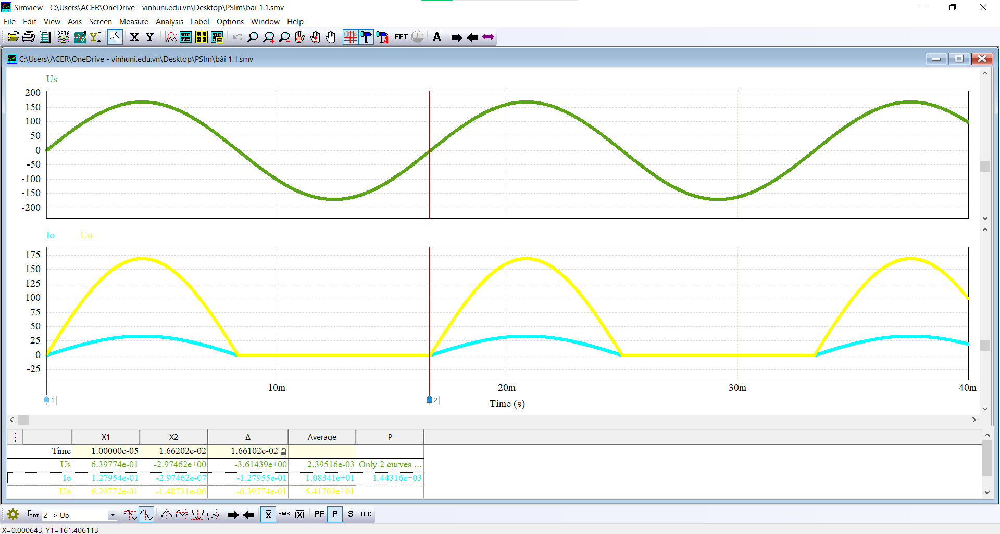 Simview - C:\Users\ACER\OneDrive - vinhuni.edu.vn\Desktop\PSIm\bài 1.1.smv
File Edit View Axis Screen Measure Analysis Label Options Window Help
DATA Y X Y FFT A
C:\Users\ACER\OneDrive - vinhuni.edu.vn\Desktop\PSIm\bài 1.1.smv
Us
200
150
100
50
0
-50
-100
-150
-200
Io Uo
175
150
125
100
75
50
25
0
-25
10m 20m 30m 40m
1 2
Time (s)
X1 X2 Δ Average P
Time 1.00000e-05 1.66202e-02 1.66102e-02
Us 6.39774e-01 -2.97462e+00 -3.61439e+00 2.39516e-03 Only 2 curves ...
Io 1.27954e-01 -2.97462e-07 -1.27955e-01 1.08341e+01 1.44316e+03
Uo 6.39772e-01 -1.48731e-06 -6.39774e-01 5.41703e+01
Font 2 -> Uo x RMS |X| PF P S THD
X=0.000643, Y1=161.406113